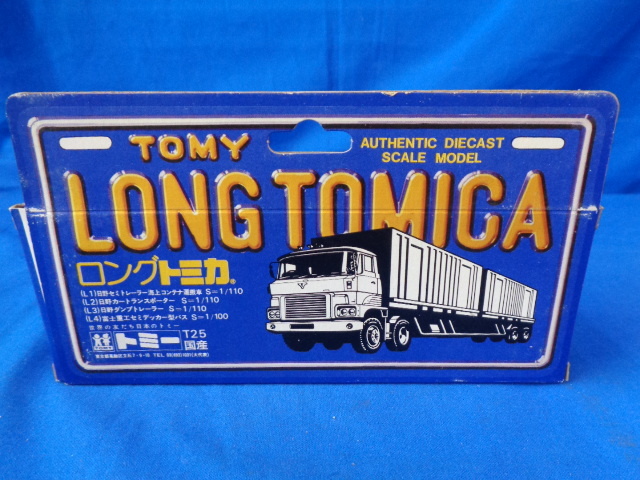 TOMY
AUTHENTIC DIECAST
SCALE MODEL
LONG TOMICA
ロングトミカ®
(L1)日野セミトレーラー海上コンテナ運搬車 S=1/110
(L2)日野カートランスポーター S=1/110
(L3)日野ダンプトレーラー S=1/110
(L4)富士重工セミデッカー型バス S=1/100
世界の友だち日本のトミー
トミー
T25
国産